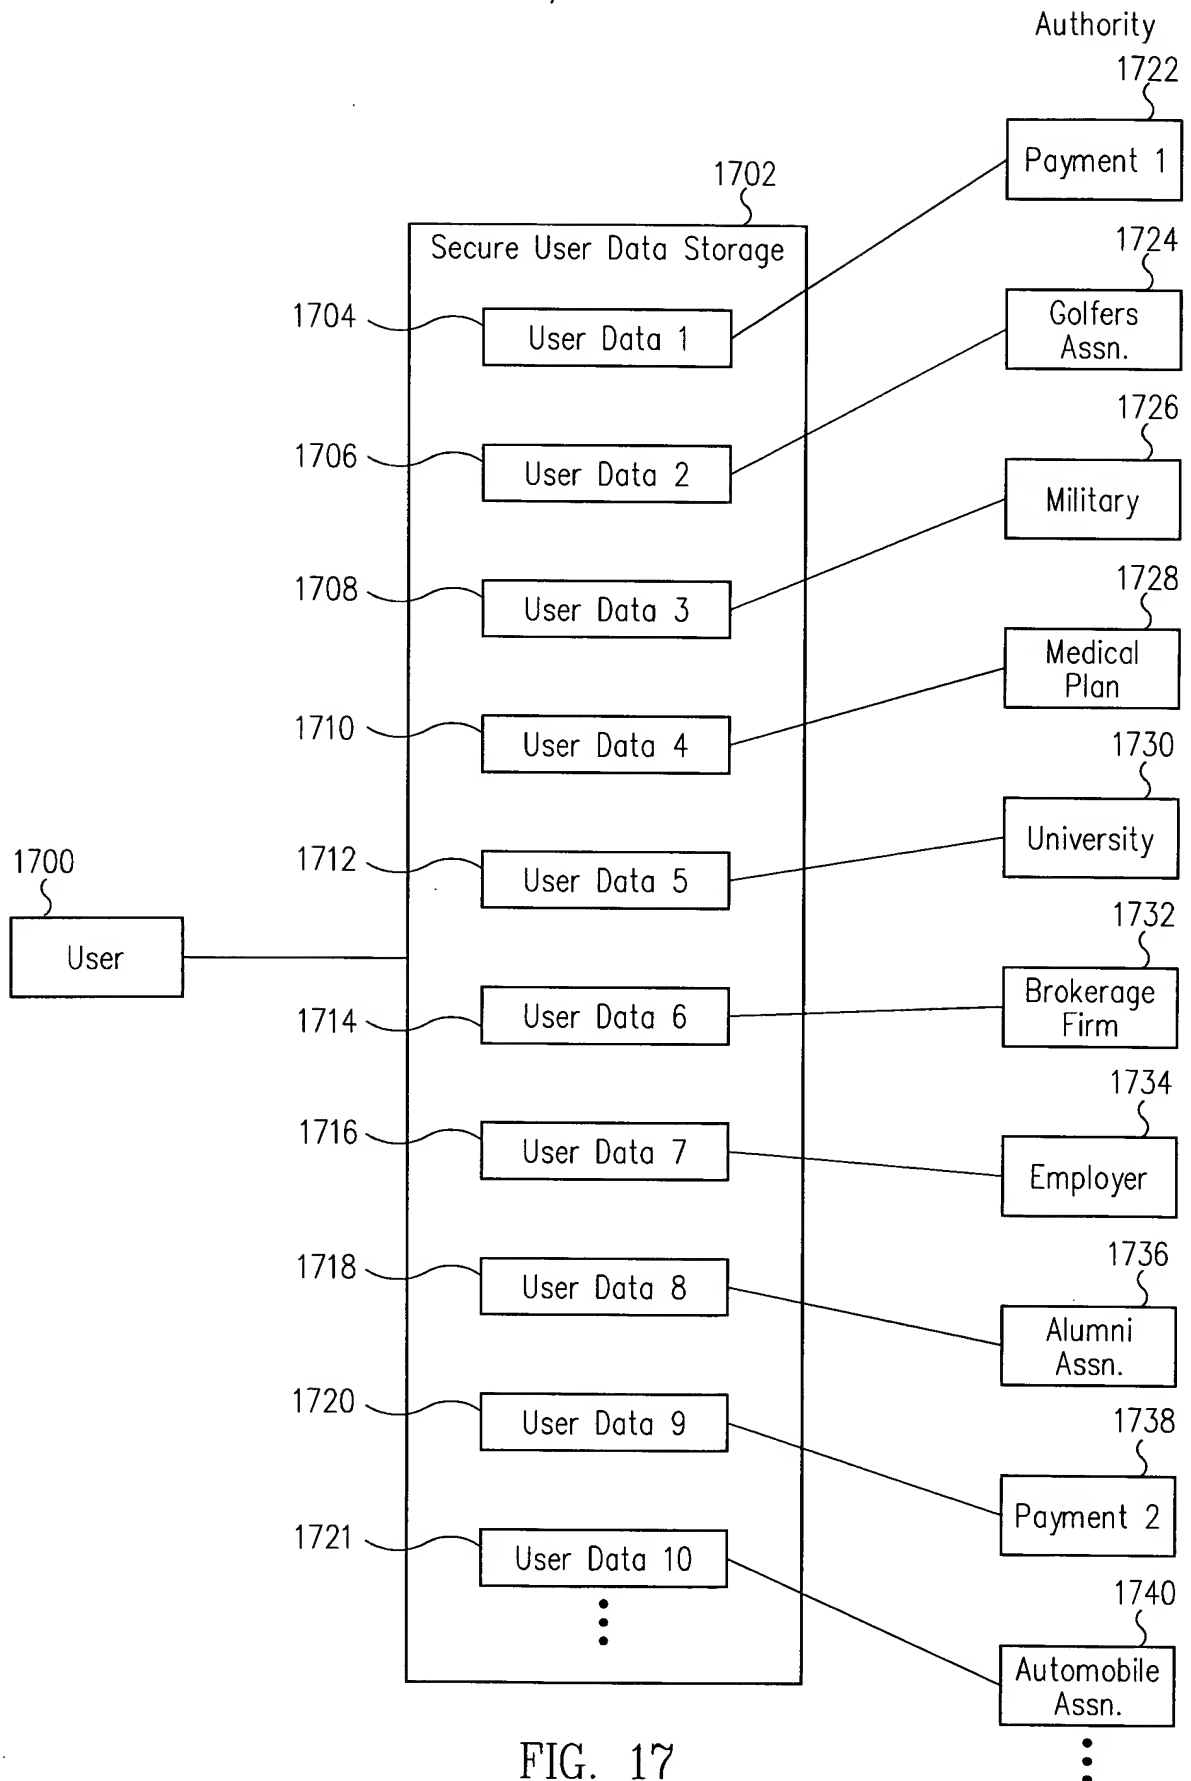 Authority
1722
Payment 1
1702
Secure User Data Storage
1724
Golfers
Assn.
1704
User Data 1
1726
Military
1706
User Data 2
1728
Medical
Plan
1708
User Data 3
1730
University
1710
User Data 4
1700
User
1712
User Data 5
1732
Brokerage
Firm
1714
User Data 6
1734
Employer
1716
User Data 7
1736
Alumni
Assn.
1718
User Data 8
1738
Payment 2
1720
User Data 9
1740
Automobile
Assn.
1721
User Data 10
FIG. 17